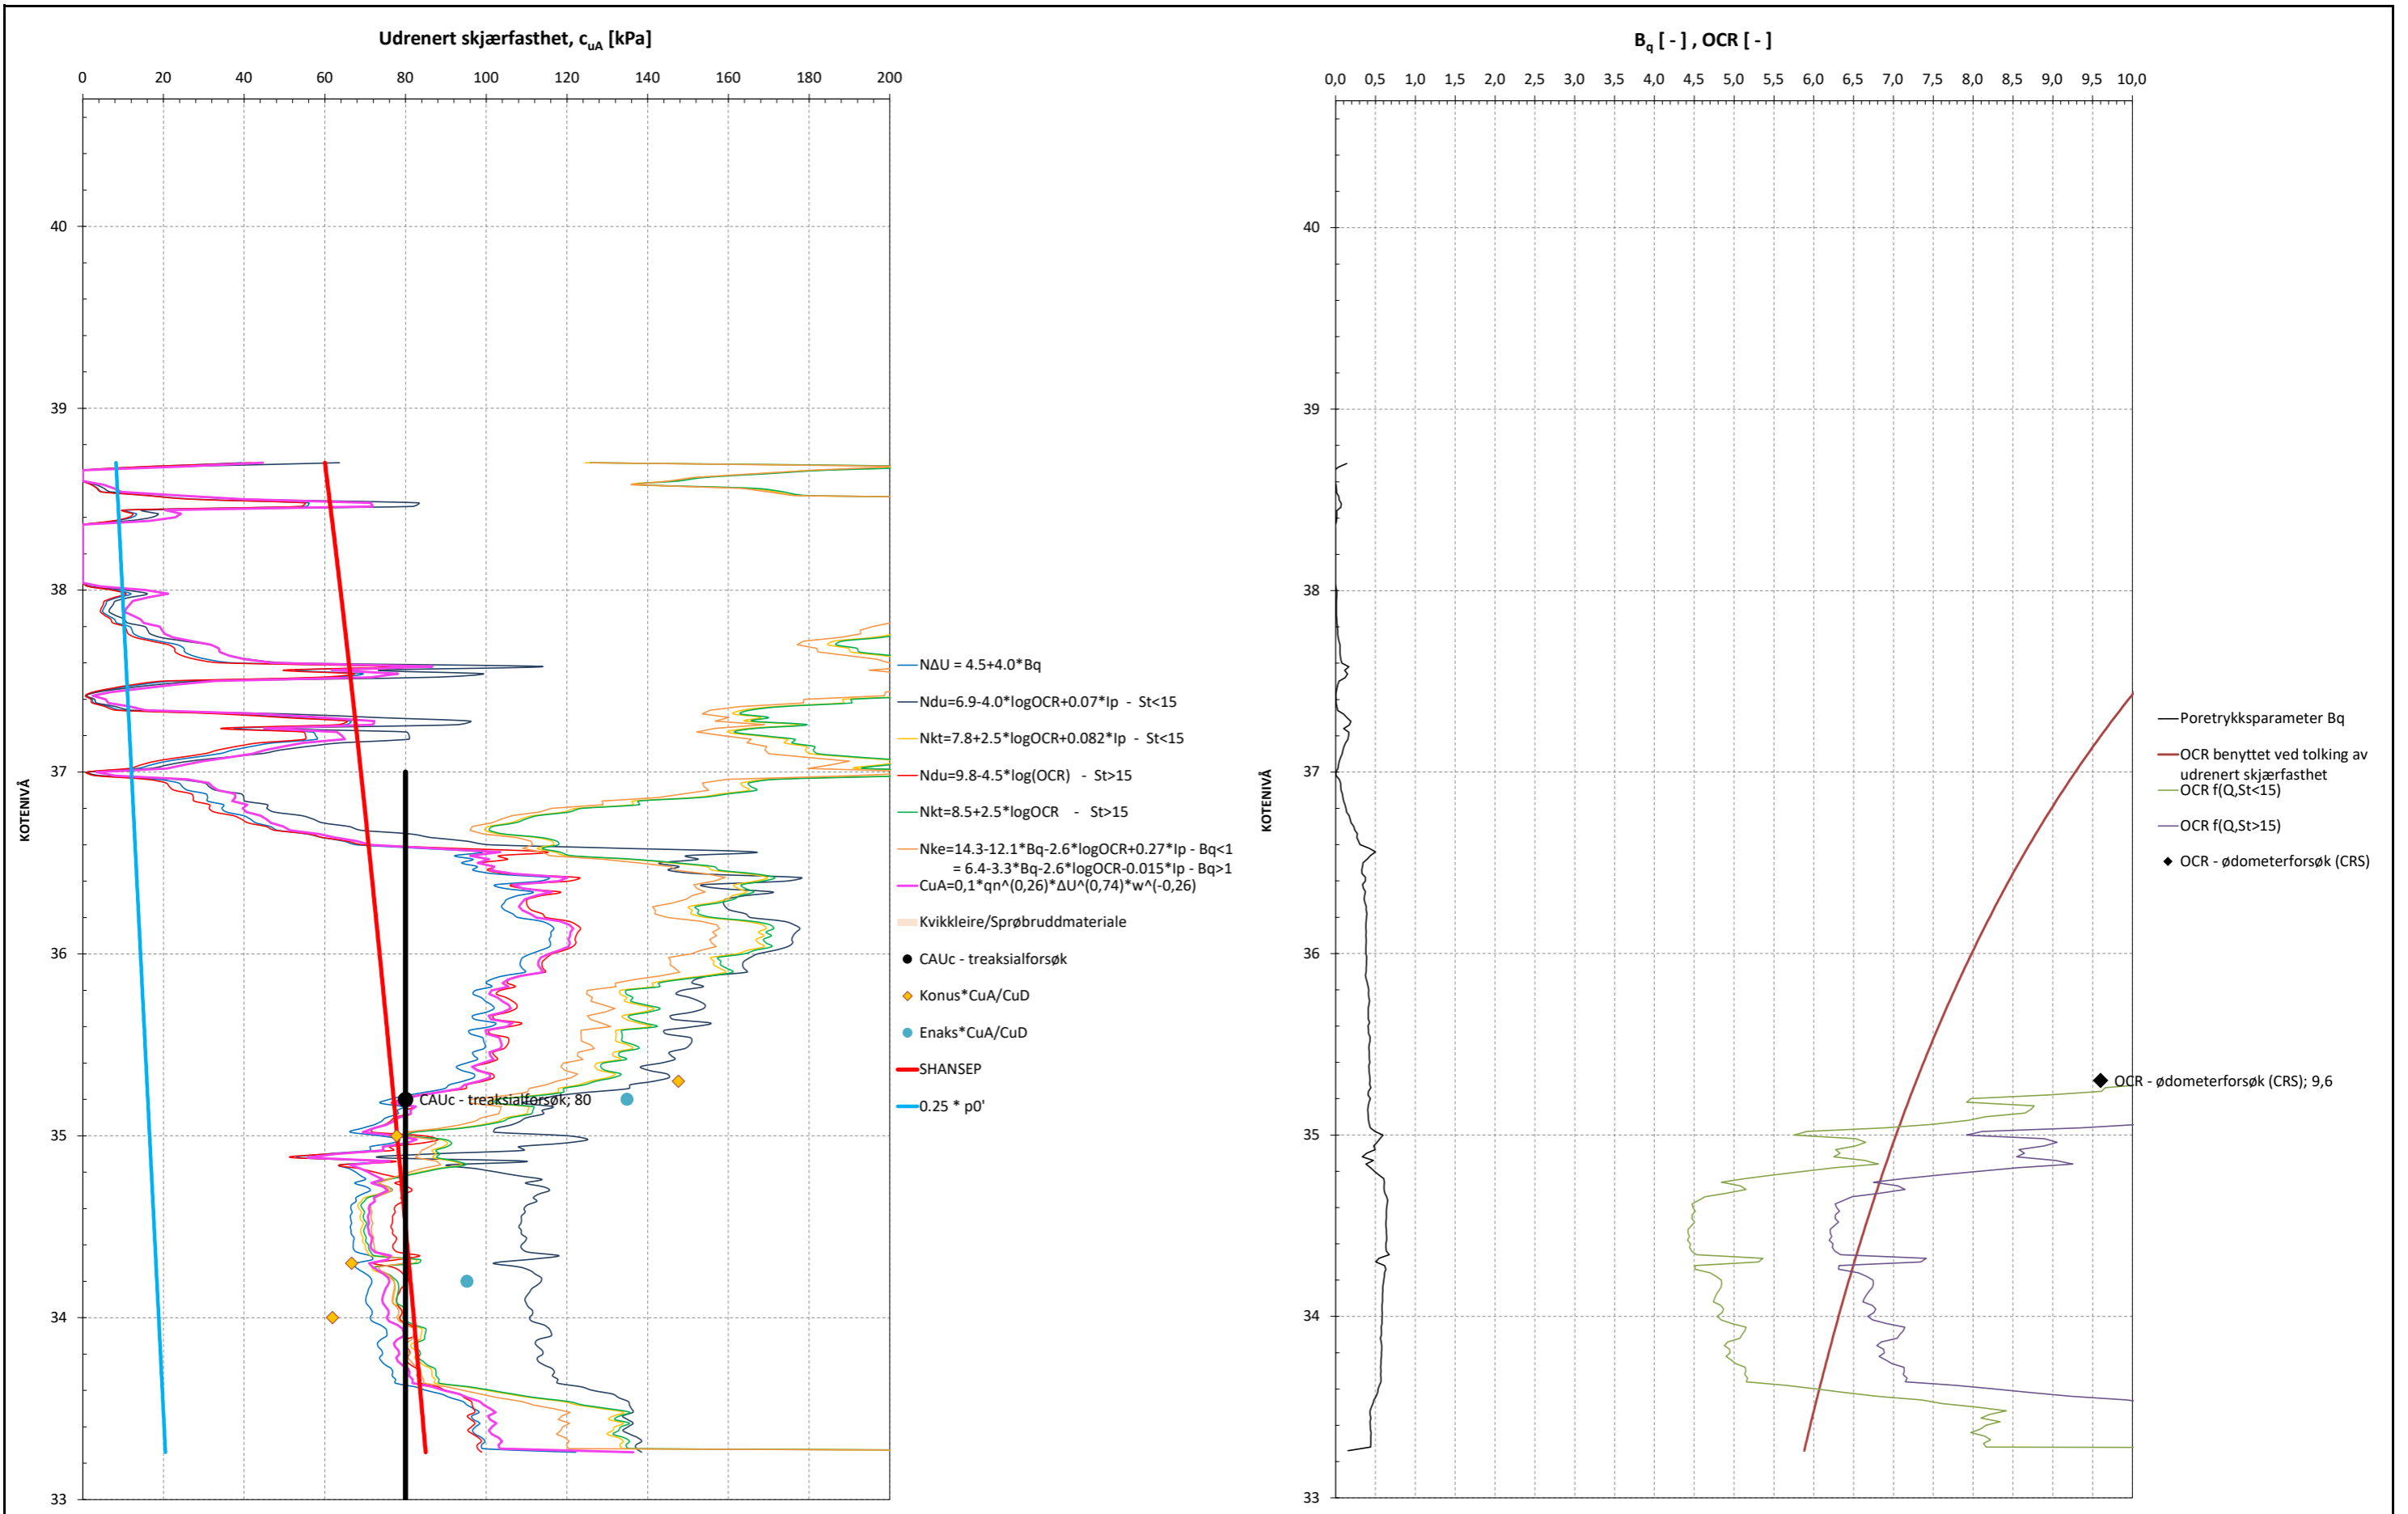 Udrenert skjærfasthet, cuA [kPa]
0 20 40 60 80 100 120 140 160 180 200
40
39
38
37
36
35
34
33
KOTENIVÅ
CAUc - treaksialforsøk; 80
NΔU = 4.5+4.0*Bq
Ndu=6.9-4.0*logOCR+0.07*Ip - St<15
Nkt=7.8+2.5*logOCR+0.082*Ip - St<15
Ndu=9.8-4.5*log(OCR) - St>15
Nkt=8.5+2.5*logOCR - St>15
Nke=14.3-12.1*Bq-2.6*logOCR+0.27*Ip - Bq<1
= 6.4-3.3*Bq-2.6*logOCR-0.015*Ip - Bq>1
CuA=0,1*qn^(0,26)*ΔU^(0,74)*w^(-0,26)
Kvikkleire/Sprøbruddmateriale
CAUc - treaksialforsøk
Konus*CuA/CuD
Enaks*CuA/CuD
SHANSEP
0.25 * p0'
Bq [ - ] , OCR [ - ]
0,0 0,5 1,0 1,5 2,0 2,5 3,0 3,5 4,0 4,5 5,0 5,5 6,0 6,5 7,0 7,5 8,0 8,5 9,0 9,5 10,0
40
39
38
37
36
35
34
33
KOTENIVÅ
OCR - ødometerforsøk (CRS); 9,6
Poretrykksparameter Bq
OCR benyttet ved tolking av
udrenert skjærfasthet
OCR f(Q,St<15)
OCR f(Q,St>15)
OCR - ødometerforsøk (CRS)